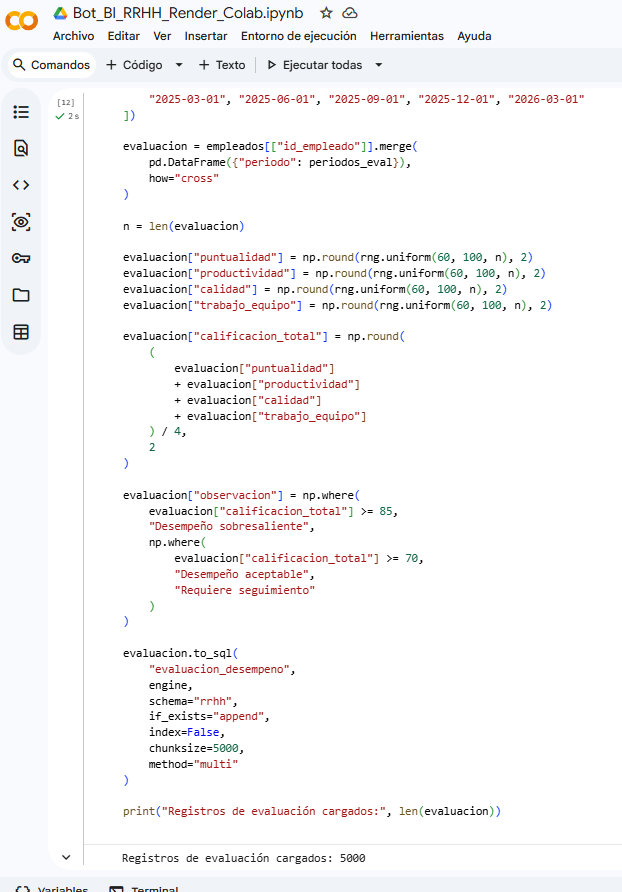 Bot_BI_RRHH_Render_Colab.ipynb
Archivo Editar Ver Insertar Entorno de ejecución Herramientas Ayuda
Comandos + Código + Texto Ejecutar todas
[12]
2 s
"2025-03-01", "2025-06-01", "2025-09-01", "2025-12-01", "2026-03-01"
])
evaluacion = empleados[["id_empleado"]].merge(
pd.DataFrame({"periodo": periodos_eval}),
how="cross"
)
n = len(evaluacion)
evaluacion["puntualidad"] = np.round(rng.uniform(60, 100, n), 2)
evaluacion["productividad"] = np.round(rng.uniform(60, 100, n), 2)
evaluacion["calidad"] = np.round(rng.uniform(60, 100, n), 2)
evaluacion["trabajo_equipo"] = np.round(rng.uniform(60, 100, n), 2)
evaluacion["calificacion_total"] = np.round(
(
evaluacion["puntualidad"]
+ evaluacion["productividad"]
+ evaluacion["calidad"]
+ evaluacion["trabajo_equipo"]
) / 4,
2
)
evaluacion["observacion"] = np.where(
evaluacion["calificacion_total"] >= 85,
"Desempeño sobresaliente",
np.where(
evaluacion["calificacion_total"] >= 70,
"Desempeño aceptable",
"Requiere seguimiento"
)
)
evaluacion.to_sql(
"evaluacion_desempeno",
engine,
schema="rrhh",
if_exists="append",
index=False,
chunksize=5000,
method="multi"
)
print("Registros de evaluación cargados:", len(evaluacion))
Registros de evaluación cargados: 5000
Variables Terminal